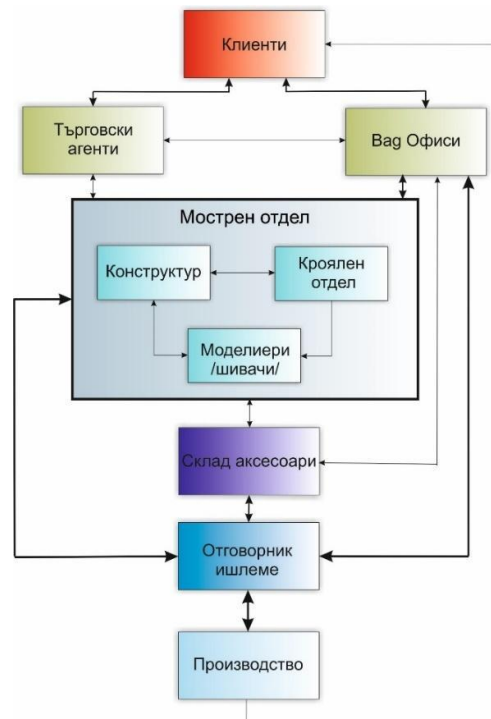 Клиенти
Търговски
агенти
Bag Офиси
Мострен отдел
Конструктур
Кроялен
отдел
Моделиери
/шивачи/
Склад аксесоари
Отговорник
ишлеме
Производство